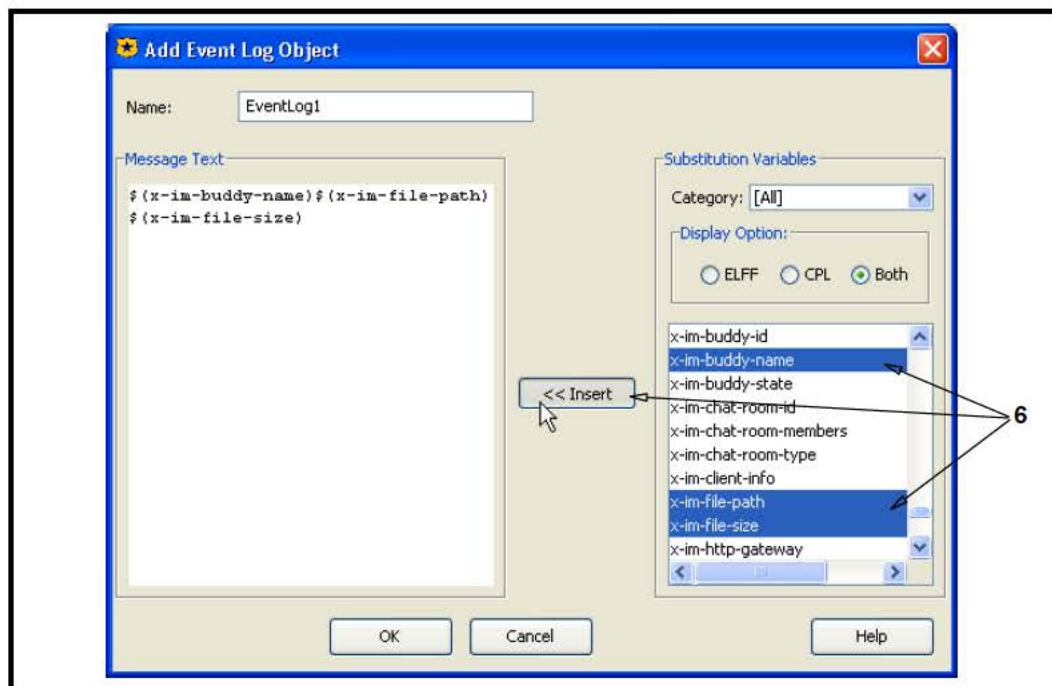 Add Event Log Object
Name: EventLog1
Message Text
$(x-im-buddy-name)$(x-im-file-path)
$(x-im-file-size)
<< Insert
Substitution Variables
Category: [All]
Display Option:
ELFF CPL Both
x-im-buddy-id
x-im-buddy-name
x-im-buddy-state
x-im-chat-room-id
x-im-chat-room-members
x-im-chat-room-type
x-im-client-info
x-im-file-path
x-im-file-size
x-im-http-gateway
6
OK Cancel Help